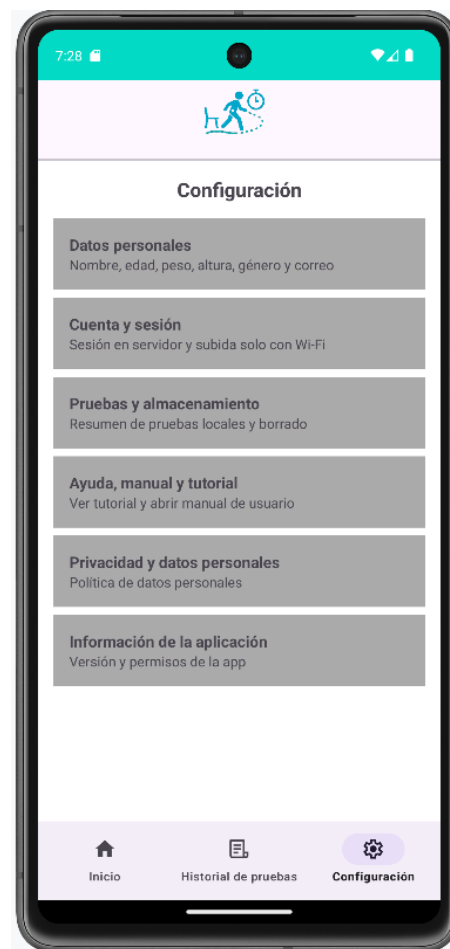 7:28
Configuración
Datos personales
Nombre, edad, peso, altura, género y correo
Cuenta y sesión
Sesión en servidor y subida solo con Wi-Fi
Pruebas y almacenamiento
Resumen de pruebas locales y borrado
Ayuda, manual y tutorial
Ver tutorial y abrir manual de usuario
Privacidad y datos personales
Política de datos personales
Información de la aplicación
Versión y permisos de la app
Inicio Historial de pruebas Configuración